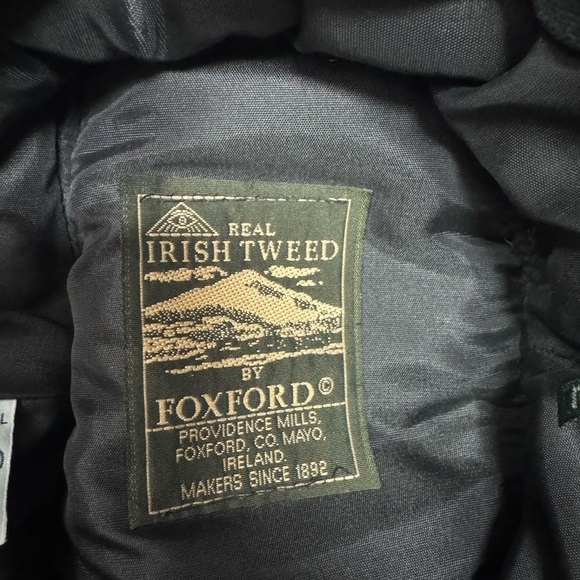 REAL
IRISH TWEED
BY
FOXFORD©
PROVIDENCE MILLS,
FOXFORD, CO. MAYO,
IRELAND.
MAKERS SINCE 1892
L